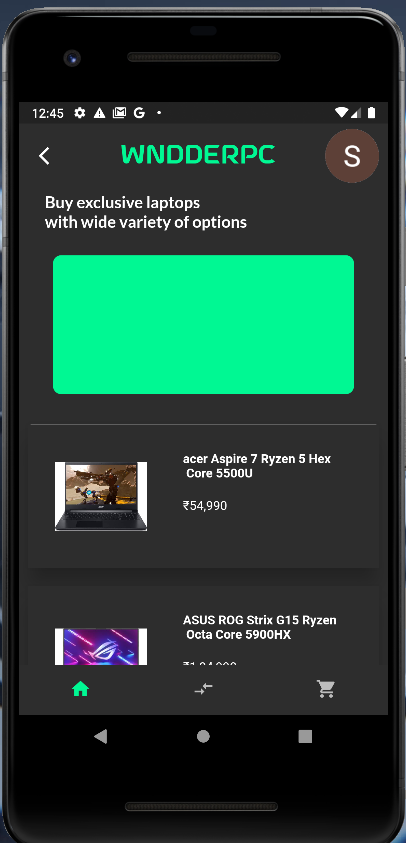 12:45
WNDDERPC
S
Buy exclusive laptops
with wide variety of options
acer Aspire 7 Ryzen 5 Hex
Core 5500U
₹54,990
ASUS ROG Strix G15 Ryzen
Octa Core 5900HX